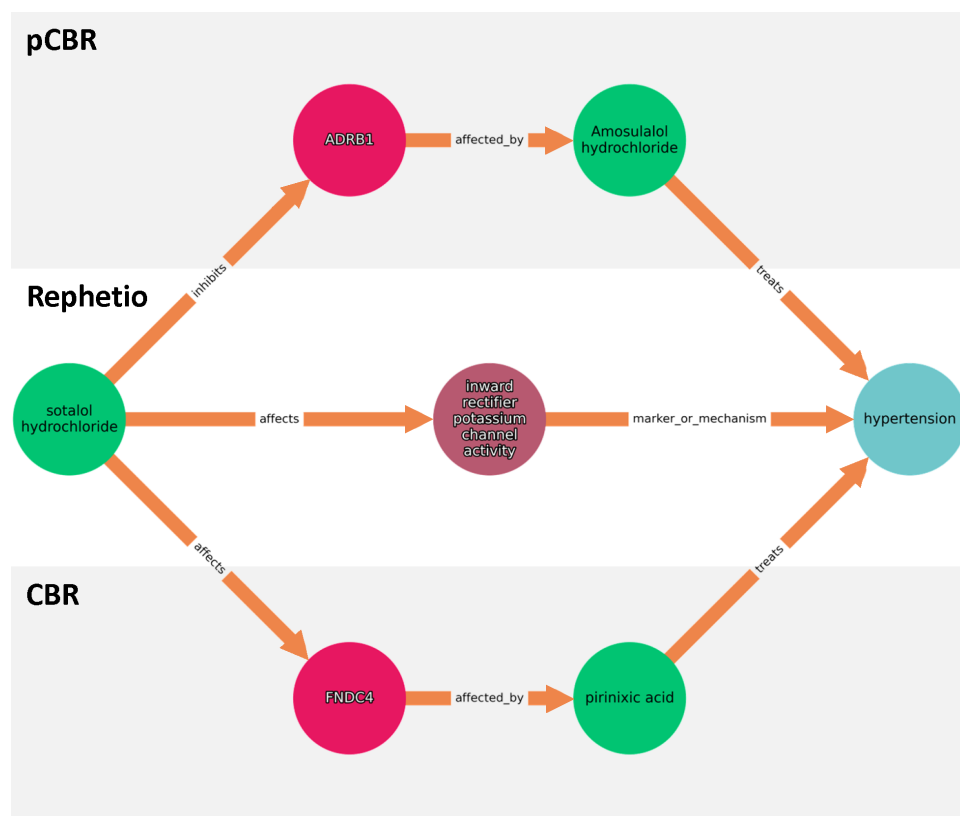 pCBR
ADRB1
affected_by
Amosulalol
hydrochloride
inhibits
treats
Rephetio
sotalol
hydrochloride
affects
inward
rectifier
potassium
channel
activity
marker_or_mechanism
hypertension
affects
treats
CBR
FNDC4
affected_by
pirinixic acid